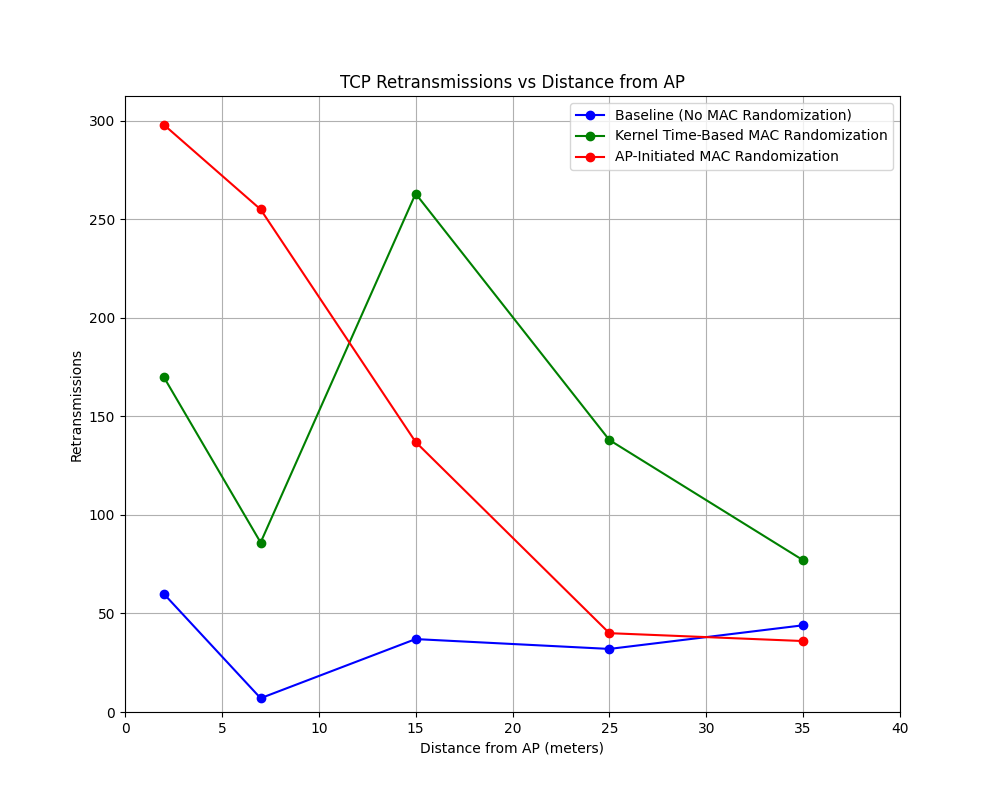 TCP Retransmissions vs Distance from AP
Baseline (No MAC Randomization)
Kernel Time-Based MAC Randomization
AP-Initiated MAC Randomization
300
250
200
150
100
50
0
Retransmissions
0 5 10 15 20 25 30 35 40
Distance from AP (meters)